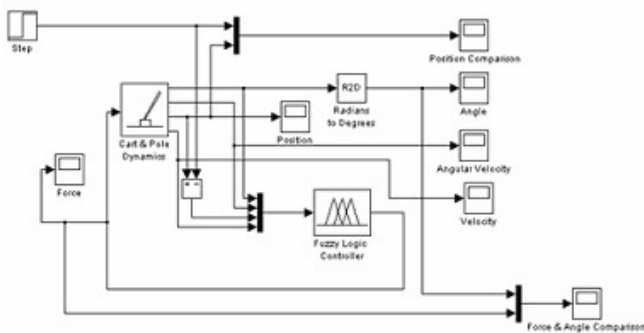 Step
Position Comparison
R2D
Radians
to Degrees
Angle
Cart & Pole
Dynamics
Position
Angular Velocity
Force
Velocity
Fuzzy Logic
Controller
Force & Angle Comparison